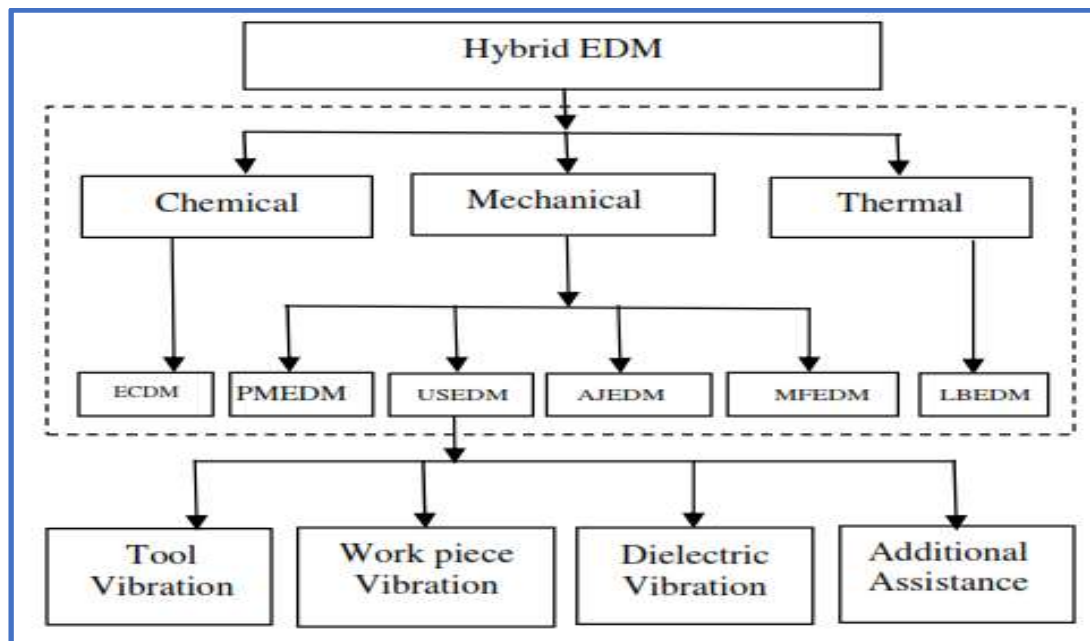 Hybrid EDM
Chemical
Mechanical
Thermal
ECDM
PMEDM
USEDM
AJEDM
MFEDM
LBEDM
Tool
Vibration
Work piece
Vibration
Dielectric
Vibration
Additional
Assistance